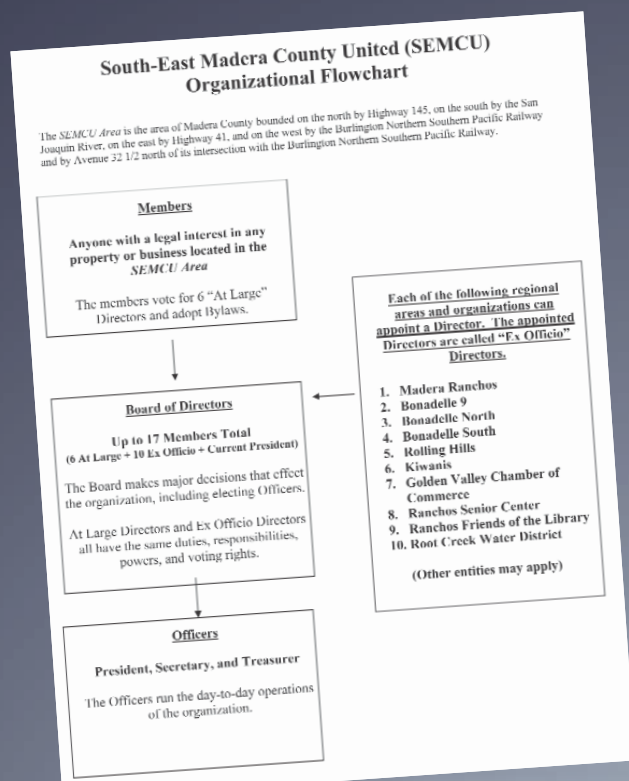 South-East Madera County United (SEMCU)
Organizational Flowchart
The SEMCU Area is the area of Madera County bounded on the north by Highway 145, on the south by the San
Joaquin River, on the east by Highway 41, and on the west by the Burlington Northern Southern Pacific Railway
and by Avenue 32 1/2 north of its intersection with the Burlington Northern Southern Pacific Railway.
Members
Anyone with a legal interest in any
property or business located in the
SEMCU Area
The members vote for 6 “At Large”
Directors and adopt Bylaws.
Board of Directors
Up to 17 Members Total
(6 At Large + 10 Ex Officio + Current President)
The Board makes major decisions that effect
the organization, including electing Officers.
At Large Directors and Ex Officio Directors
all have the same duties, responsibilities,
powers, and voting rights.
Officers
President, Secretary, and Treasurer
The Officers run the day-to-day operations
of the organization.
Each of the following regional
areas and organizations can
appoint a Director. The appointed
Directors are called “Ex Officio”
Directors.
1. Madera Ranchos
2. Bonadelle 9
3. Bonadelle North
4. Bonadelle South
5. Rolling Hills
6. Kiwanis
7. Golden Valley Chamber of
Commerce
8. Ranchos Senior Center
9. Ranchos Friends of the Library
10. Root Creek Water District
(Other entities may apply)